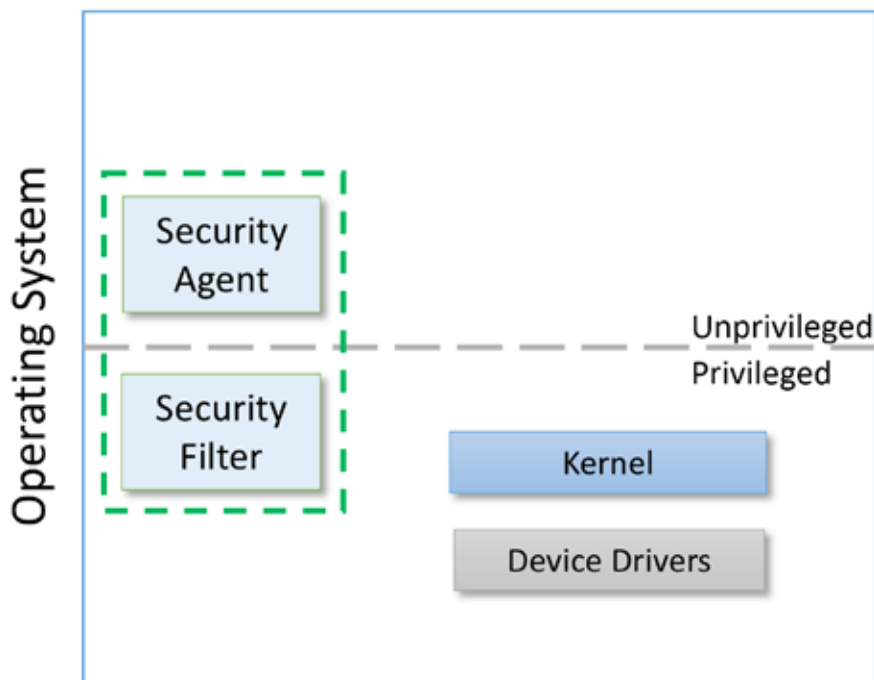 Operating System
Security
Agent
Unprivileged
Privileged
Security
Filter
Kernel
Device Drivers